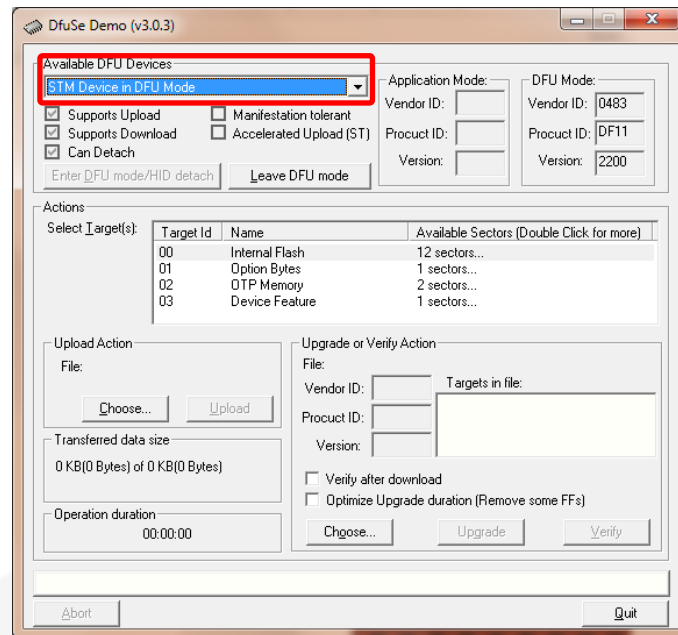 DfuSe Demo (v3.0.3)
Available DFU Devices
STM Device in DFU Mode
Supports Upload
Manifestation tolerant
Supports Download
Accelerated Upload (ST)
Can Detach
Enter DFU mode/HID detach
Leave DFU mode
Application Mode:
Vendor ID:
Procuct ID:
Version:
DFU Mode:
Vendor ID: 0483
Procuct ID: DF11
Version: 2200
Actions
Select Target(s):
Target Id Name Available Sectors (Double Click for more)
00 Internal Flash 12 sectors...
01 Option Bytes 1 sectors...
02 OTP Memory 2 sectors...
03 Device Feature 1 sectors...
Upload Action
File:
Choose...
Upload
Transferred data size
0 KB(0 Bytes) of 0 KB(0 Bytes)
Operation duration
00:00:00
Upgrade or Verify Action
File:
Vendor ID:
Procuct ID:
Version:
Targets in file:
Verify after download
Optimize Upgrade duration (Remove some FFs)
Choose...
Upgrade
Verify
Abort
Quit